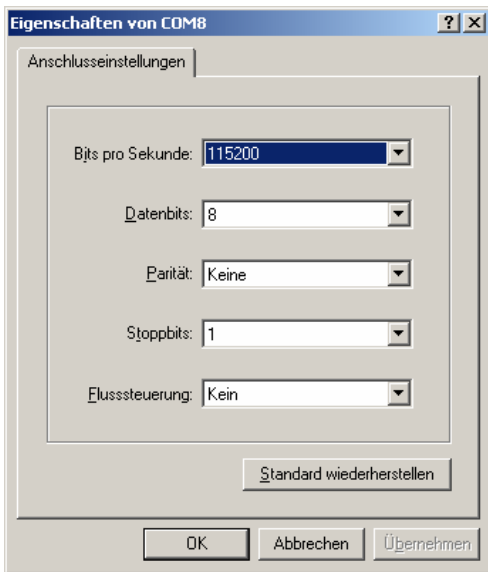 Eigenschaften von COM8
Anschlusseinstellungen
Bits pro Sekunde: 115200
Datenbits: 8
Parität: Keine
Stoppbits: 1
Flusssteuerung: Kein
Standard wiederherstellen
OK Abbrechen Übernehmen